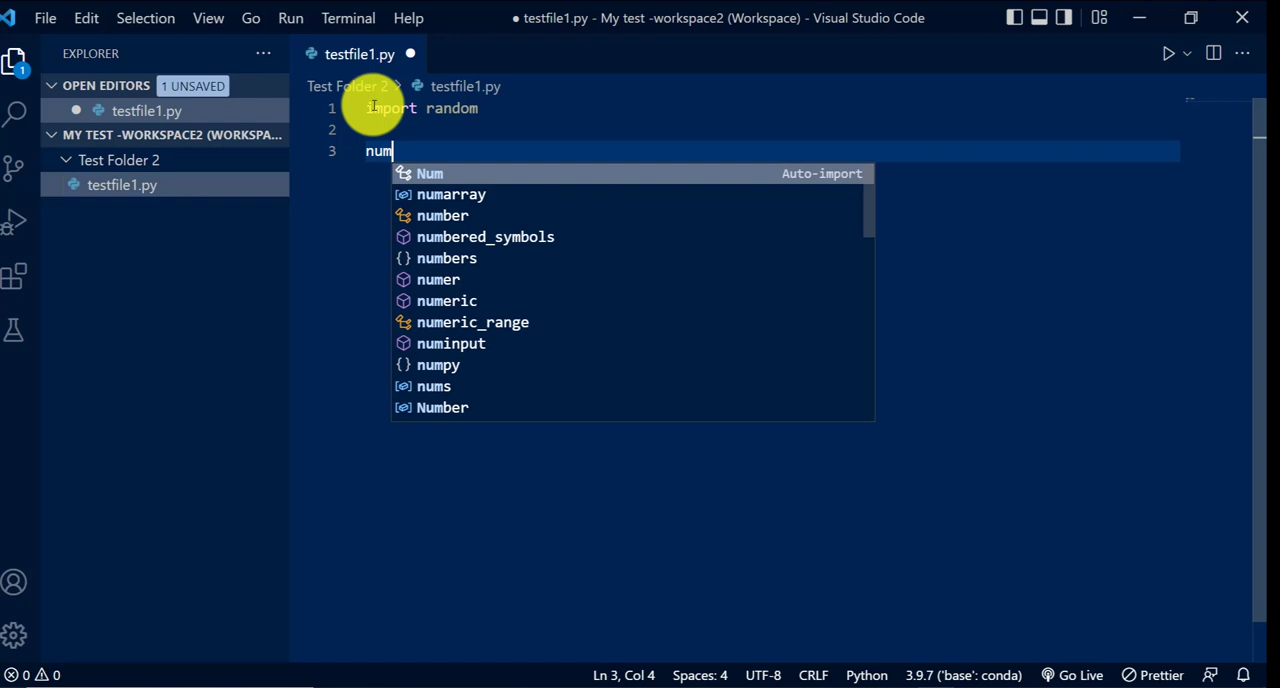 File Edit Selection View Go Run Terminal Help ● testfile1.py - My test -workspace2 (Workspace) - Visual Studio Code
EXPLORER ··· testfile1.py ●
1
OPEN EDITORS 1 UNSAVED
Test Folder 2 > testfile1.py
● testfile1.py
1 import random
MY TEST -WORKSPACE2 (WORKSPA...
2
Test Folder 2
3 num
testfile1.py
Num Auto-import
numarray
number
numbered_symbols
numbers
numer
numeric
numeric_range
numinput
numpy
nums
Number
0 0 Ln 3, Col 4 Spaces: 4 UTF-8 CRLF Python 3.9.7 ('base': conda) Go Live Prettier